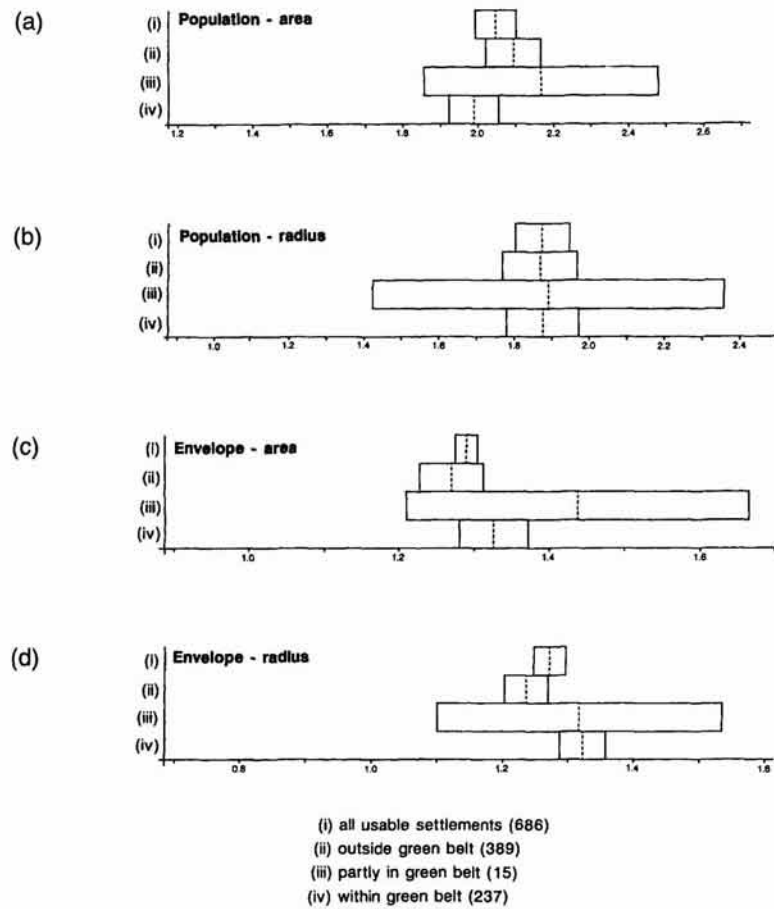 (a)
Population - area
(i)
(ii)
(iii)
(iv)
1.2 1.4 1.6 1.8 2.0 2.2 2.4 2.6
(b)
Population - radius
(i)
(ii)
(iii)
(iv)
1.0 1.2 1.4 1.6 1.8 2.0 2.2 2.4
(c)
Envelope - area
(i)
(ii)
(iii)
(iv)
1.0 1.2 1.4 1.6
(d)
Envelope - radius
(i)
(ii)
(iii)
(iv)
0.8 1.0 1.2 1.4 1.6
(i) all usable settlements (686)
(ii) outside green belt (389)
(iii) partly in green belt (15)
(iv) within green belt (237)